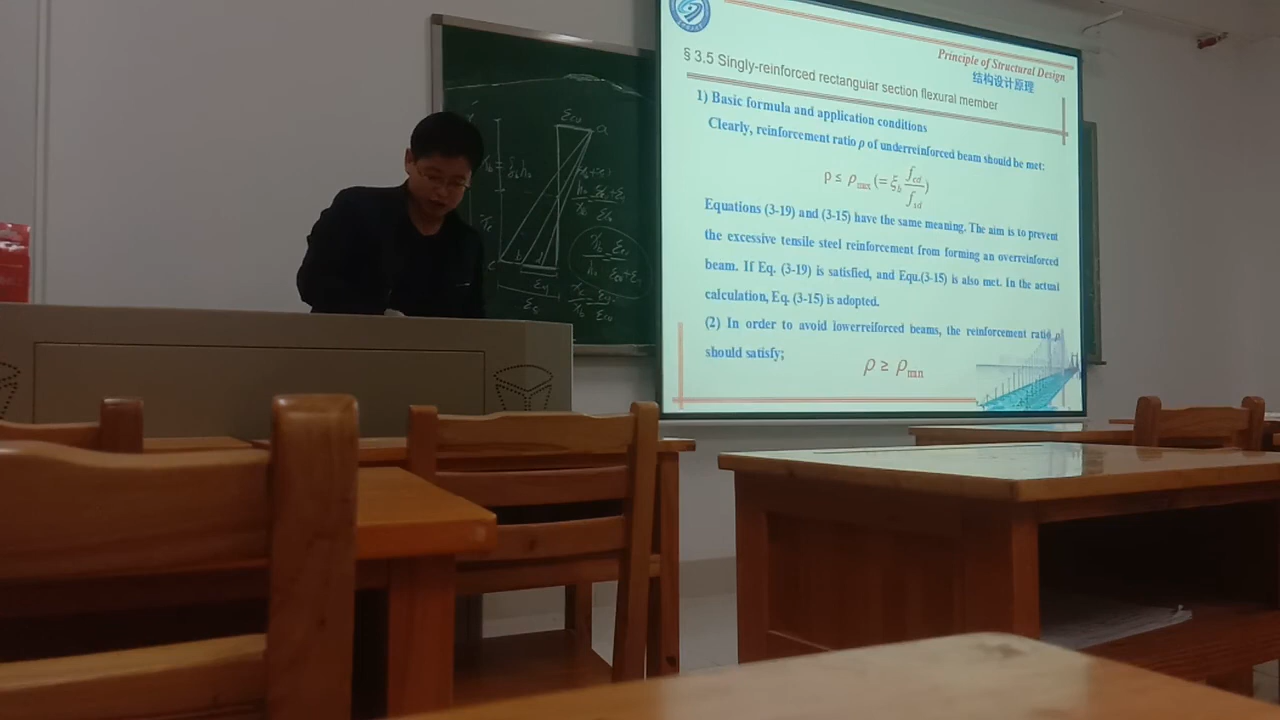 Principle of Structural Design
结构设计原理
§ 3.5 Singly-reinforced rectangular section flexural member
1) Basic formula and application conditions
Clearly, reinforcement ratio ρ of underreinforced beam should be met:
ρ ≤ ρmax (= ξb fcd/fsd)
Equations (3-19) and (3-15) have the same meaning. The aim is to prevent
the excessive tensile steel reinforcement from forming an overreinforced
beam. If Eq. (3-19) is satisfied, and Equ.(3-15) is also met. In the actual
calculation, Eq. (3-15) is adopted.
(2) In order to avoid lowerreiforced beams, the reinforcement ratio ρ
should satisfy;
ρ ≥ ρmin
εcu
a
ξbh0
c
b
d
εy
εs